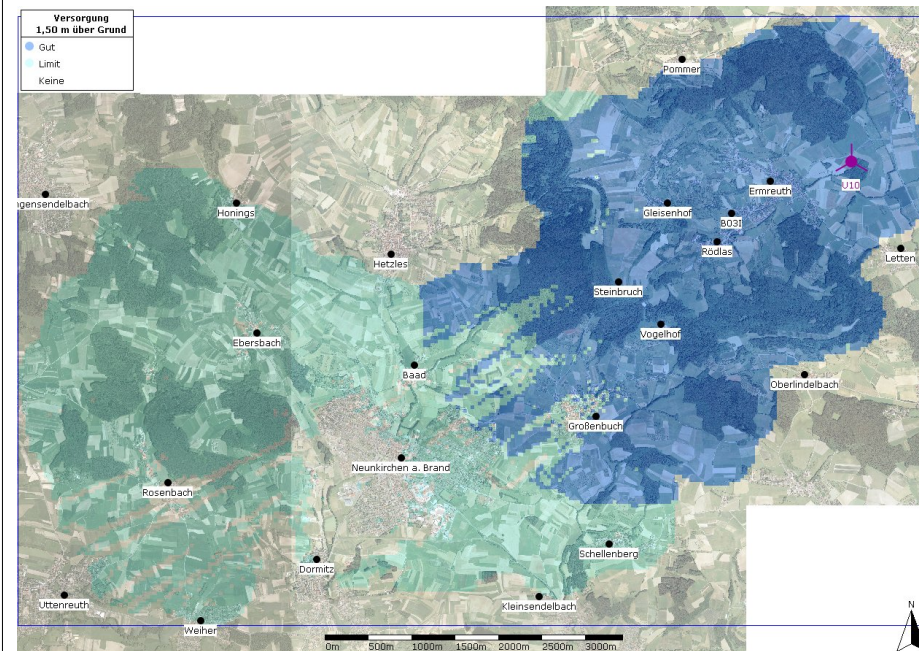 Versorgung
1,50 m über Grund
Gut
Limit
Keine
Pommer
Ermreuth
U10
ngensendelbach
Honings
Gleisenhof
B03I
Rödlas
Letten
Hetzles
Steinbruch
Vogelhof
Ebersbach
Baad
Oberlindelbach
Großenbuch
Neunkirchen a. Brand
Rosenbach
Schellenberg
Dormitz
Uttenreuth
Kleinsendelbach
Weiher
N
0m 500m 1000m 1500m 2000m 2500m 3000m